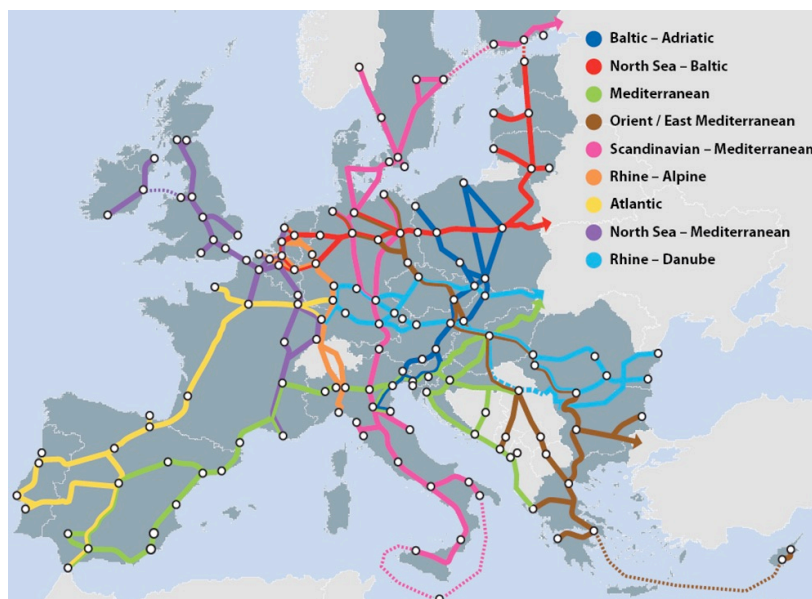 Baltic – Adriatic
North Sea – Baltic
Mediterranean
Orient / East Mediterranean
Scandinavian – Mediterranean
Rhine – Alpine
Atlantic
North Sea – Mediterranean
Rhine – Danube